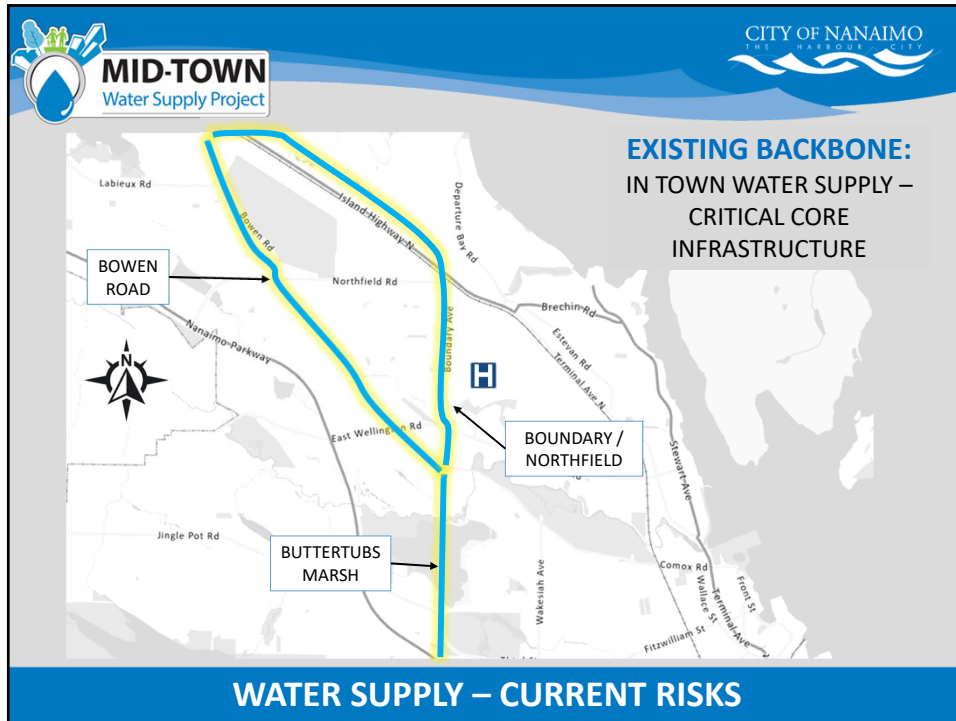 MID-TOWN
Water Supply Project
CITY OF NANAIMO
THE HARBOUR CITY
EXISTING BACKBONE:
IN TOWN WATER SUPPLY –
CRITICAL CORE
INFRASTRUCTURE
Labieux Rd
Bowen Rd
Island Highway N
Departure Bay Rd
BOWEN
ROAD
Northfield Rd
Nanaimo Parkway
Brechin Rd
Estevan Rd
Terminal Ave N
Boundary Ave
N
H
East Wellington Rd
BOUNDARY /
NORTHFIELD
Stewart Ave
Jingle Pot Rd
BUTTERTUBS
MARSH
Wakesiah Ave
Comox Rd
Wallace St
Front St
Terminal Ave
Fitzwilliam St
WATER SUPPLY – CURRENT RISKS